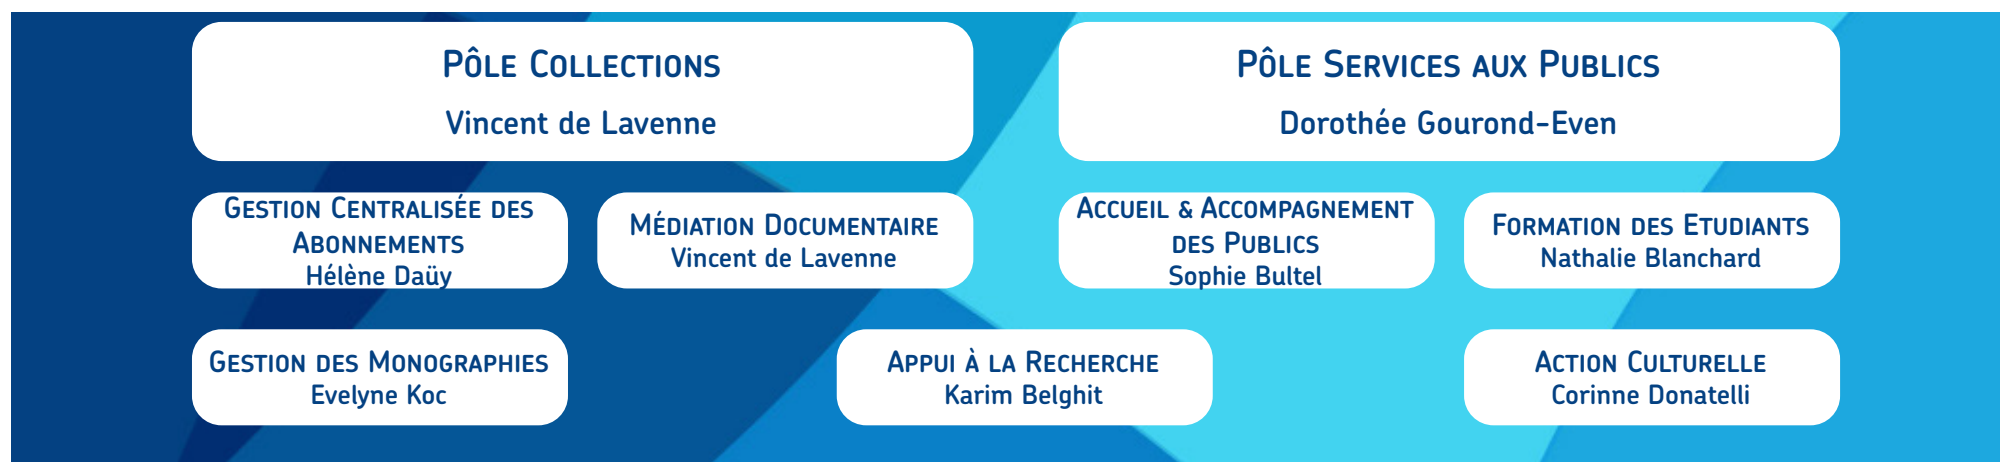 Pôle Collections
Vincent de Lavenne
Pôle Services aux Publics
Dorothée Gourond-Even
Gestion Centralisée des
Abonnements
Hélène Daüy
Médiation Documentaire
Vincent de Lavenne
Accueil & Accompagnement
des Publics
Sophie Bultel
Formation des Etudiants
Nathalie Blanchard
Gestion des Monographies
Evelyne Koc
Appui à la Recherche
Karim Belghit
Action Culturelle
Corinne Donatelli